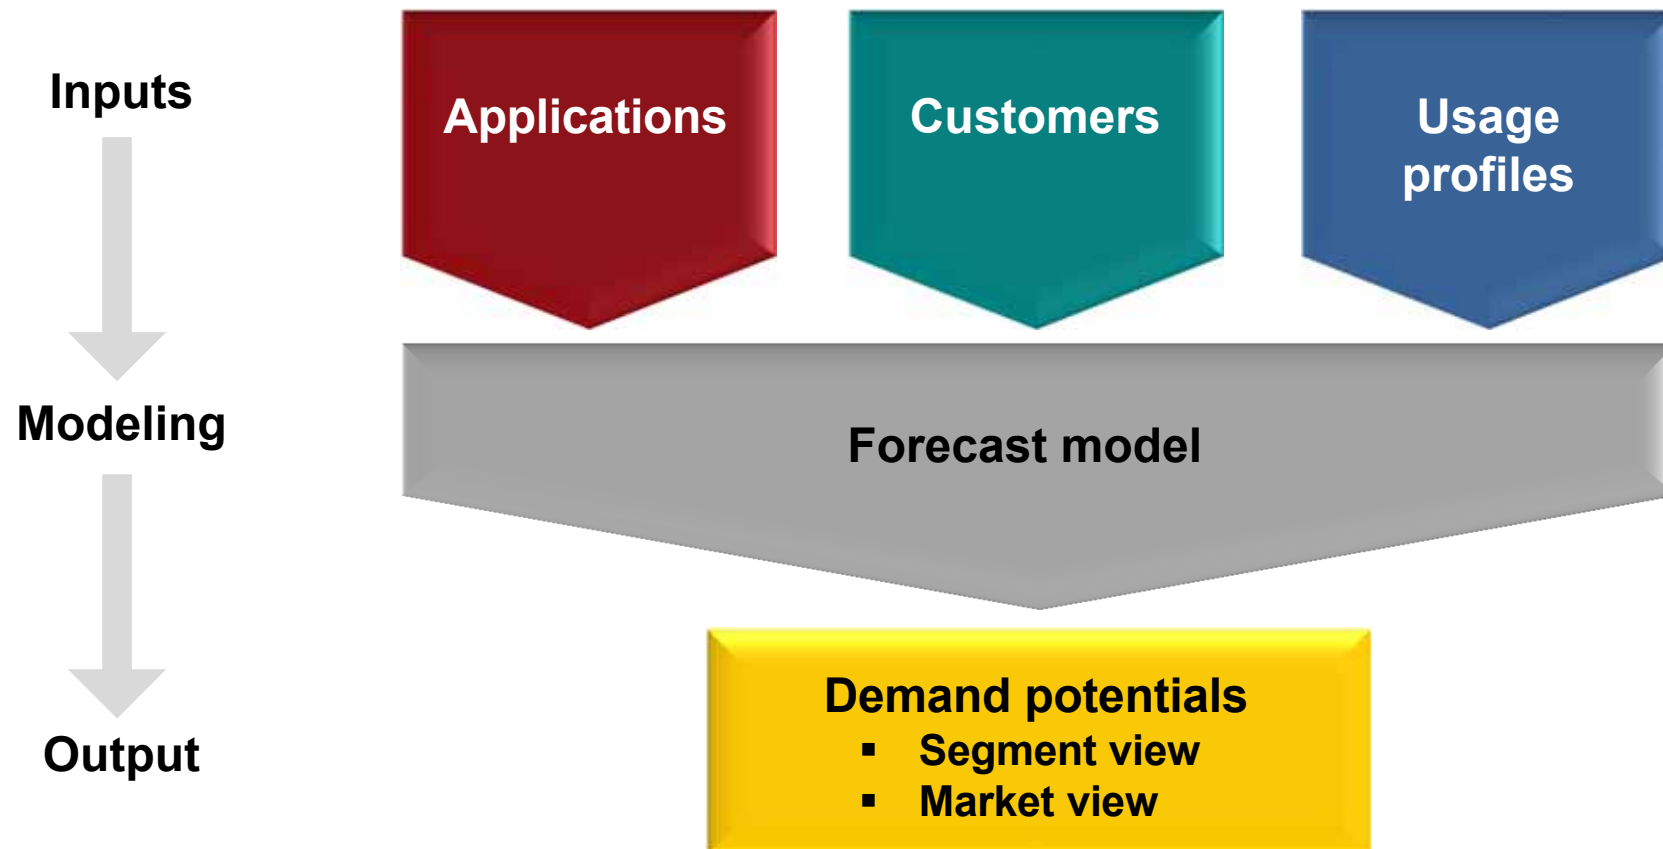 Inputs
Applications
Customers
Usage
profiles
Modeling
Forecast model
Output
Demand potentials
▪ Segment view
▪ Market view